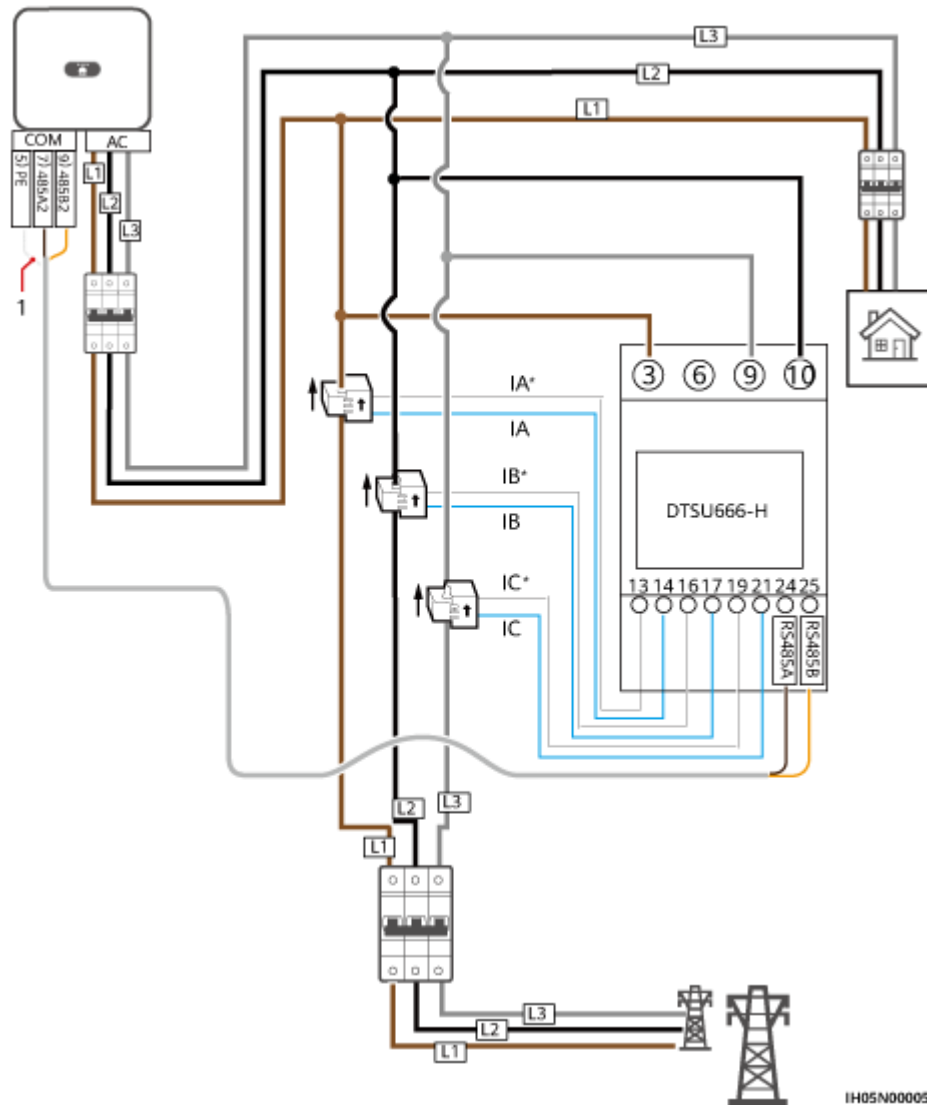 L3
L2
L1
COM
AC
5) PE
7) 485A2
9) 485B2
L1
L2
L3
1
3
6
9
10
IA*
IA
IB*
IB
IC*
IC
DTSU666-H
13 14 16 17 19 21 24 25
RS485A
RS485B
L2
L3
L1
L3
L2
L1
IH05N00005